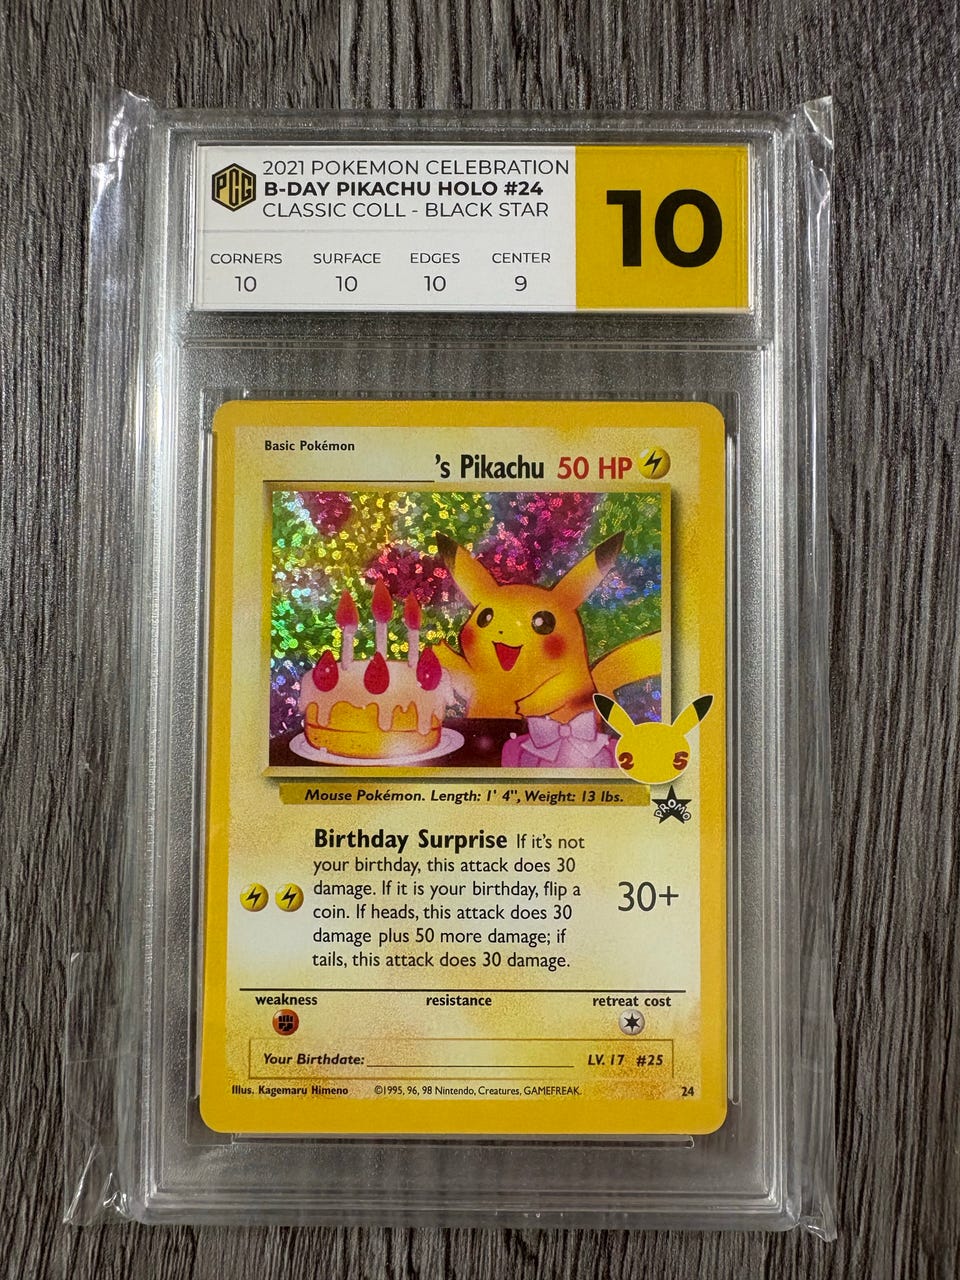 PCG
2021 POKEMON CELEBRATION
B-DAY PIKACHU HOLO #24
CLASSIC COLL - BLACK STAR
CORNERS SURFACE EDGES CENTER
10 10 10 9
10
Basic Pokémon
's Pikachu 50 HP
25
Mouse Pokémon. Length: 1' 4", Weight: 13 lbs.
PROMO
Birthday Surprise If it's not
your birthday, this attack does 30
damage. If it is your birthday, flip a
coin. If heads, this attack does 30
damage plus 50 more damage; if
tails, this attack does 30 damage.
30+
weakness resistance retreat cost
Your Birthdate: LV. 17 #25
Illus. Kagemaru Himeno ©1995, 96, 98 Nintendo, Creatures, GAMEFREAK. 24